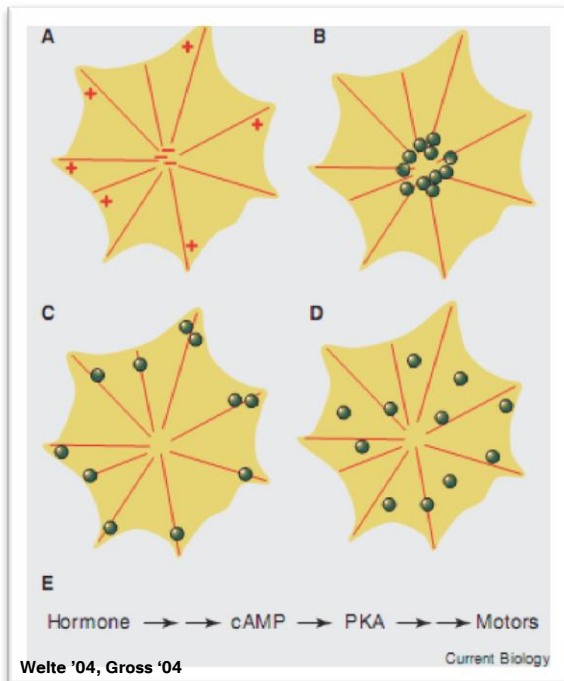 A
B
+
+
+
+
+
+
−
−
−
C
D
E
Hormone →→ cAMP → PKA →→ Motors
Current Biology
Welte '04, Gross '04